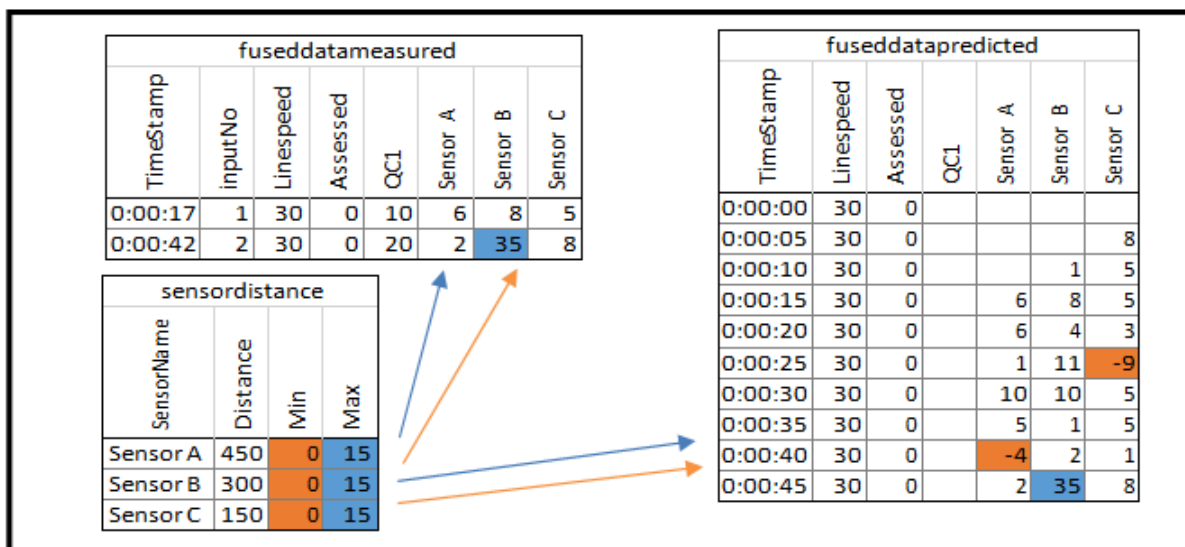 fuseddatameasured
TimeStamp inputNo Linespeed Assessed QC1 Sensor A Sensor B Sensor C
0:00:17 1 30 0 10 6 8 5
0:00:42 2 30 0 20 2 35 8
sensordistance
SensorName Distance Min Max
Sensor A 450 0 15
Sensor B 300 0 15
Sensor C 150 0 15
fuseddatapredicted
TimeStamp Linespeed Assessed QC1 Sensor A Sensor B Sensor C
0:00:00 30 0
0:00:05 30 0 8
0:00:10 30 0 1 5
0:00:15 30 0 6 8 5
0:00:20 30 0 6 4 3
0:00:25 30 0 1 11 -9
0:00:30 30 0 10 10 5
0:00:35 30 0 5 1 5
0:00:40 30 0 -4 2 1
0:00:45 30 0 2 35 8